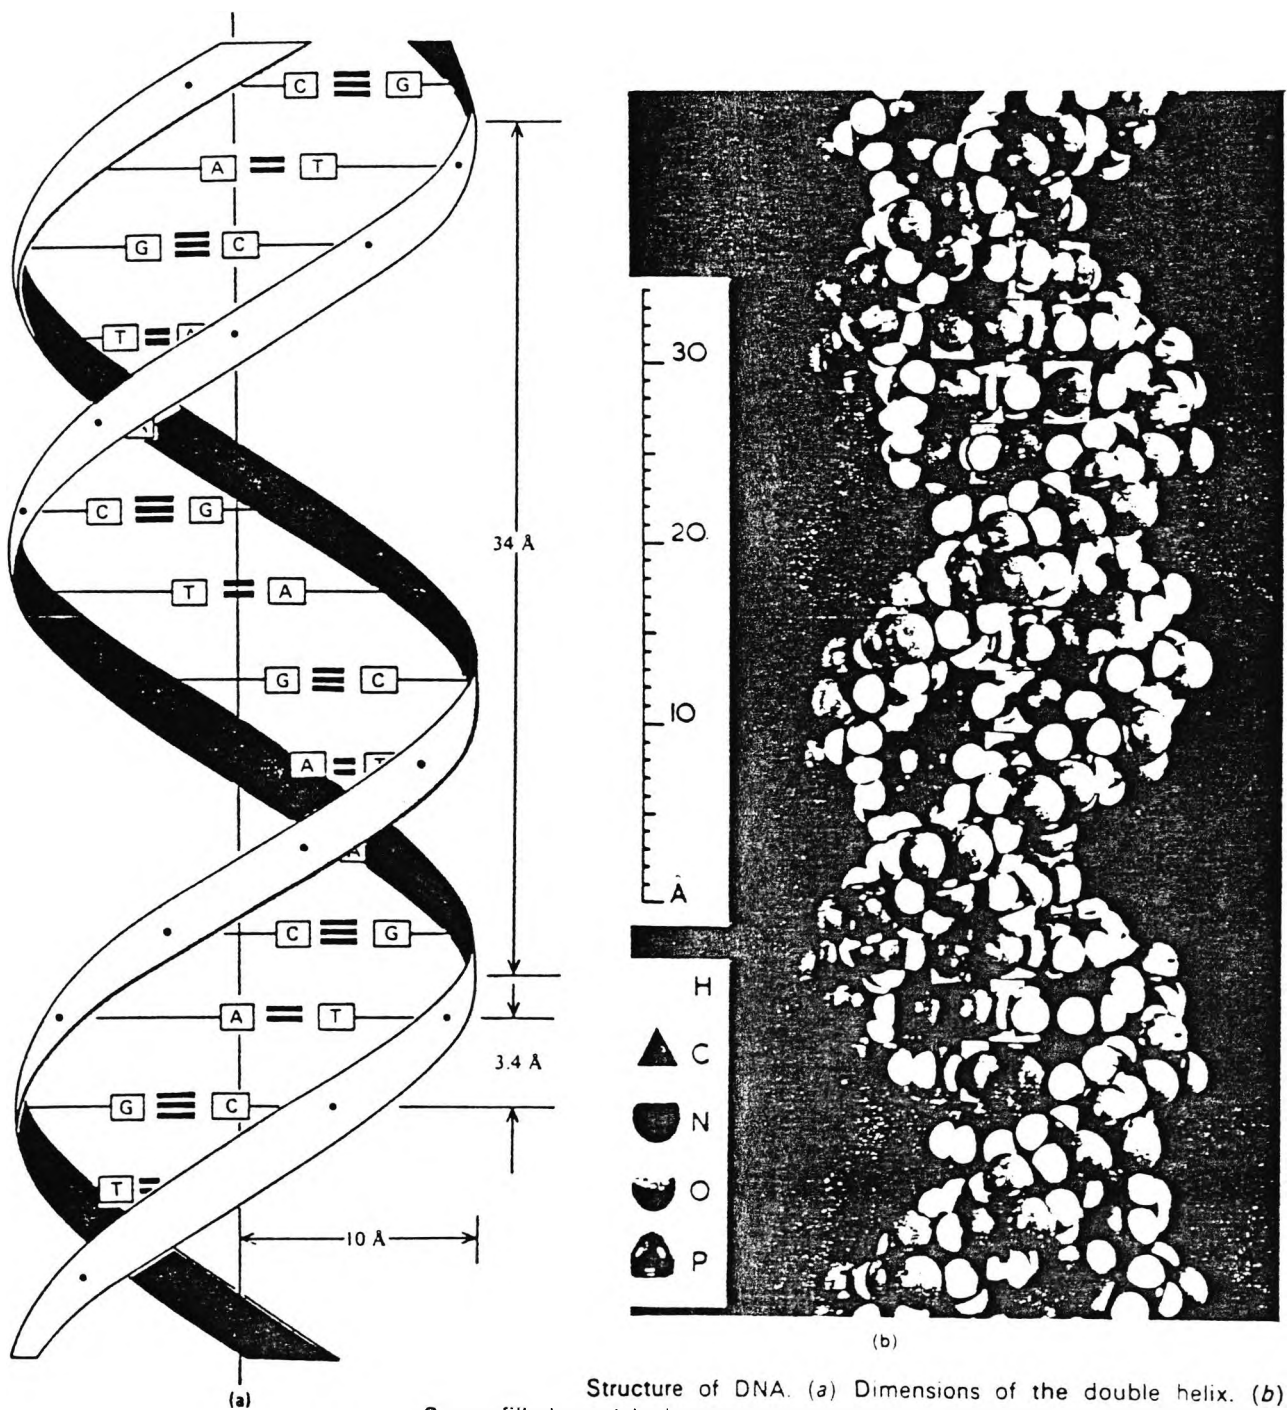 C G
A T
G C
T A
C G
T A
G C
A T
A
C G
A T
G C
T
34 Å
3.4 Å
10 Å
(a)
30
20
10
Å
H
C
N
O
P
(b)
Structure of DNA. (a) Dimensions of the double helix. (b)